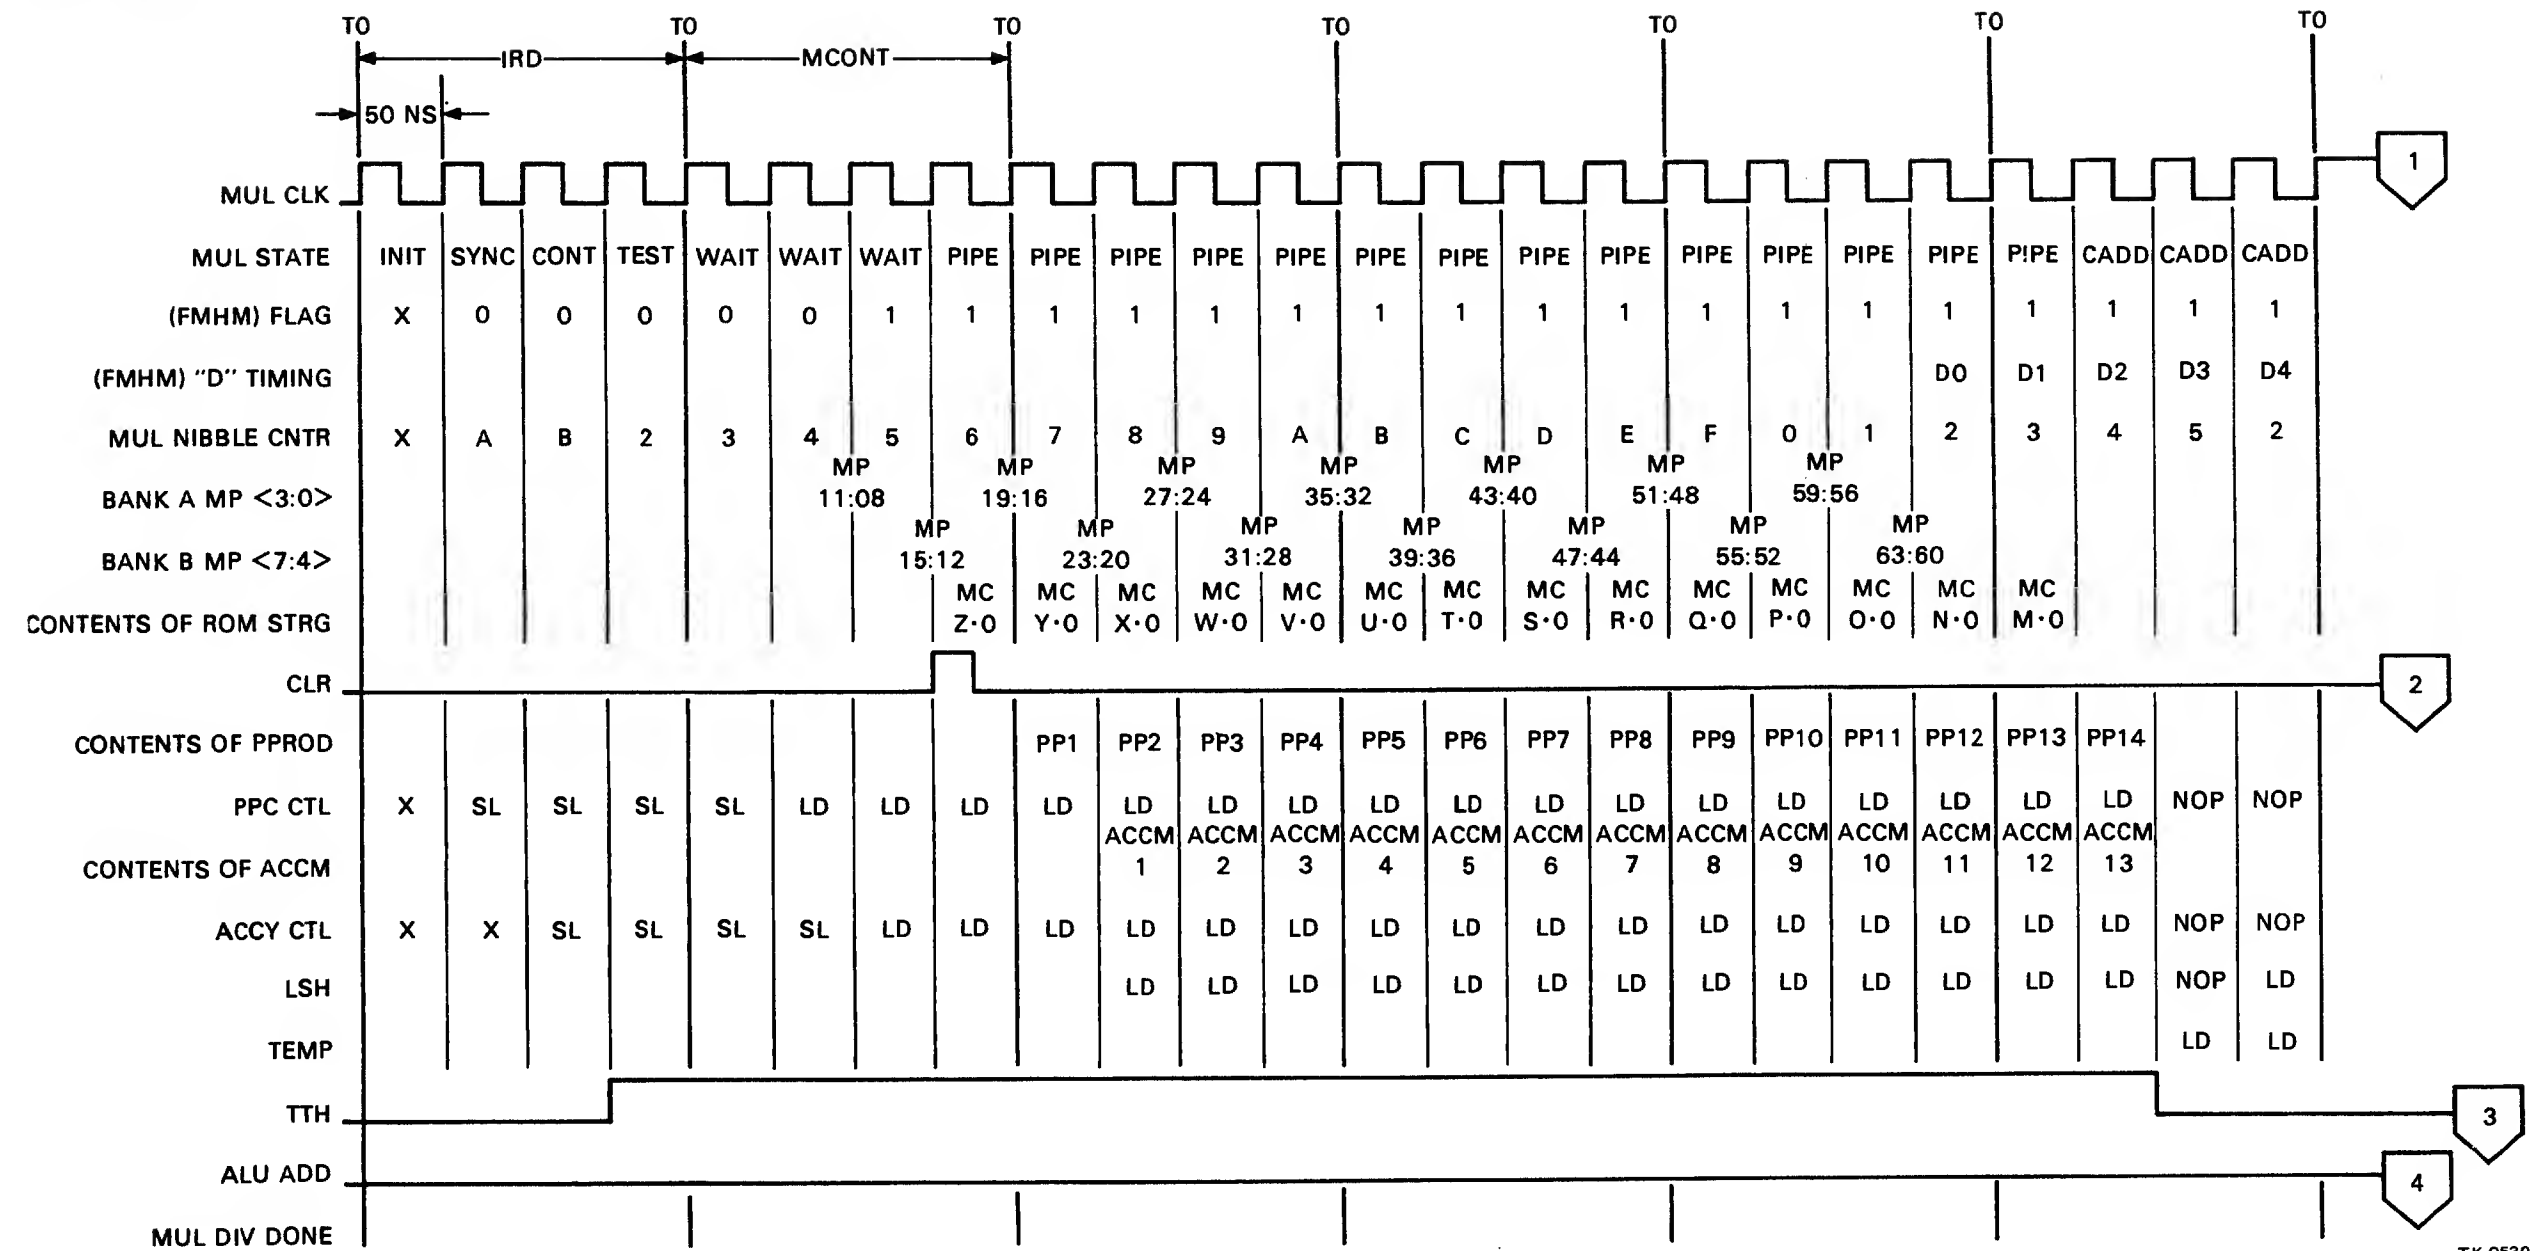 TO TO TO TO TO TO TO
IRD MCONT
50 NS
1
MUL CLK
MUL STATE INIT SYNC CONT TEST WAIT WAIT WAIT PIPE PIPE PIPE PIPE PIPE PIPE PIPE PIPE PIPE PIPE PIPE PIPE PIPE PIPE CADD CADD CADD
(FMHM) FLAG X 0 0 0 0 0 1 1 1 1 1 1 1 1 1 1 1 1 1 1 1 1 1 1
(FMHM) "D" TIMING D0 D1 D2 D3 D4
MUL NIBBLE CNTR X A B 2 3 4 5 6 7 8 9 A B C D E F 0 1 2 3 4 5 2
MP MP MP MP MP MP MP
BANK A MP <3:0> 11:08 19:16 27:24 35:32 43:40 51:48 59:56
MP MP MP MP MP MP MP
BANK B MP <7:4> 15:12 23:20 31:28 39:36 47:44 55:52 63:60
MC MC MC MC MC MC MC MC MC MC MC MC MC MC
CONTENTS OF ROM STRG Z·0 Y·0 X·0 W·0 V·0 U·0 T·0 S·0 R·0 Q·0 P·0 O·0 N·0 M·0
CLR 2
CONTENTS OF PPROD PP1 PP2 PP3 PP4 PP5 PP6 PP7 PP8 PP9 PP10 PP11 PP12 PP13 PP14
PPC CTL X SL SL SL SL LD LD LD LD LD LD LD LD LD LD LD LD LD LD LD LD LD NOP NOP
ACCM ACCM ACCM ACCM ACCM ACCM ACCM ACCM ACCM ACCM ACCM ACCM ACCM
CONTENTS OF ACCM 1 2 3 4 5 6 7 8 9 10 11 12 13
ACCY CTL X X SL SL SL SL LD LD LD LD LD LD LD LD LD LD LD LD LD LD LD LD NOP NOP
LSH LD LD LD LD LD LD LD LD LD LD LD LD LD NOP LD
TEMP LD LD
TTH 3
ALU ADD 4
MUL DIV DONE